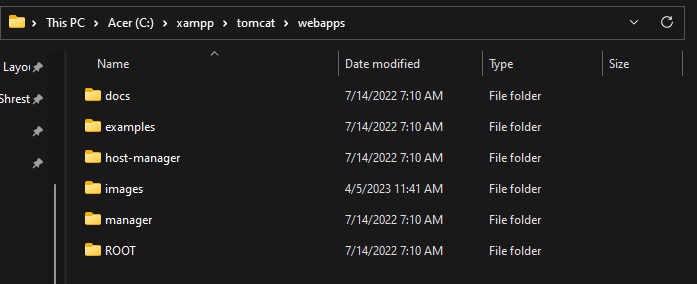 This PC > Acer (C:) > xampp > tomcat > webapps
Name Date modified Type Size
Layou
Shrest
docs 7/14/2022 7:10 AM File folder
examples 7/14/2022 7:10 AM File folder
host-manager 7/14/2022 7:10 AM File folder
images 4/5/2023 11:41 AM File folder
manager 7/14/2022 7:10 AM File folder
ROOT 7/14/2022 7:10 AM File folder